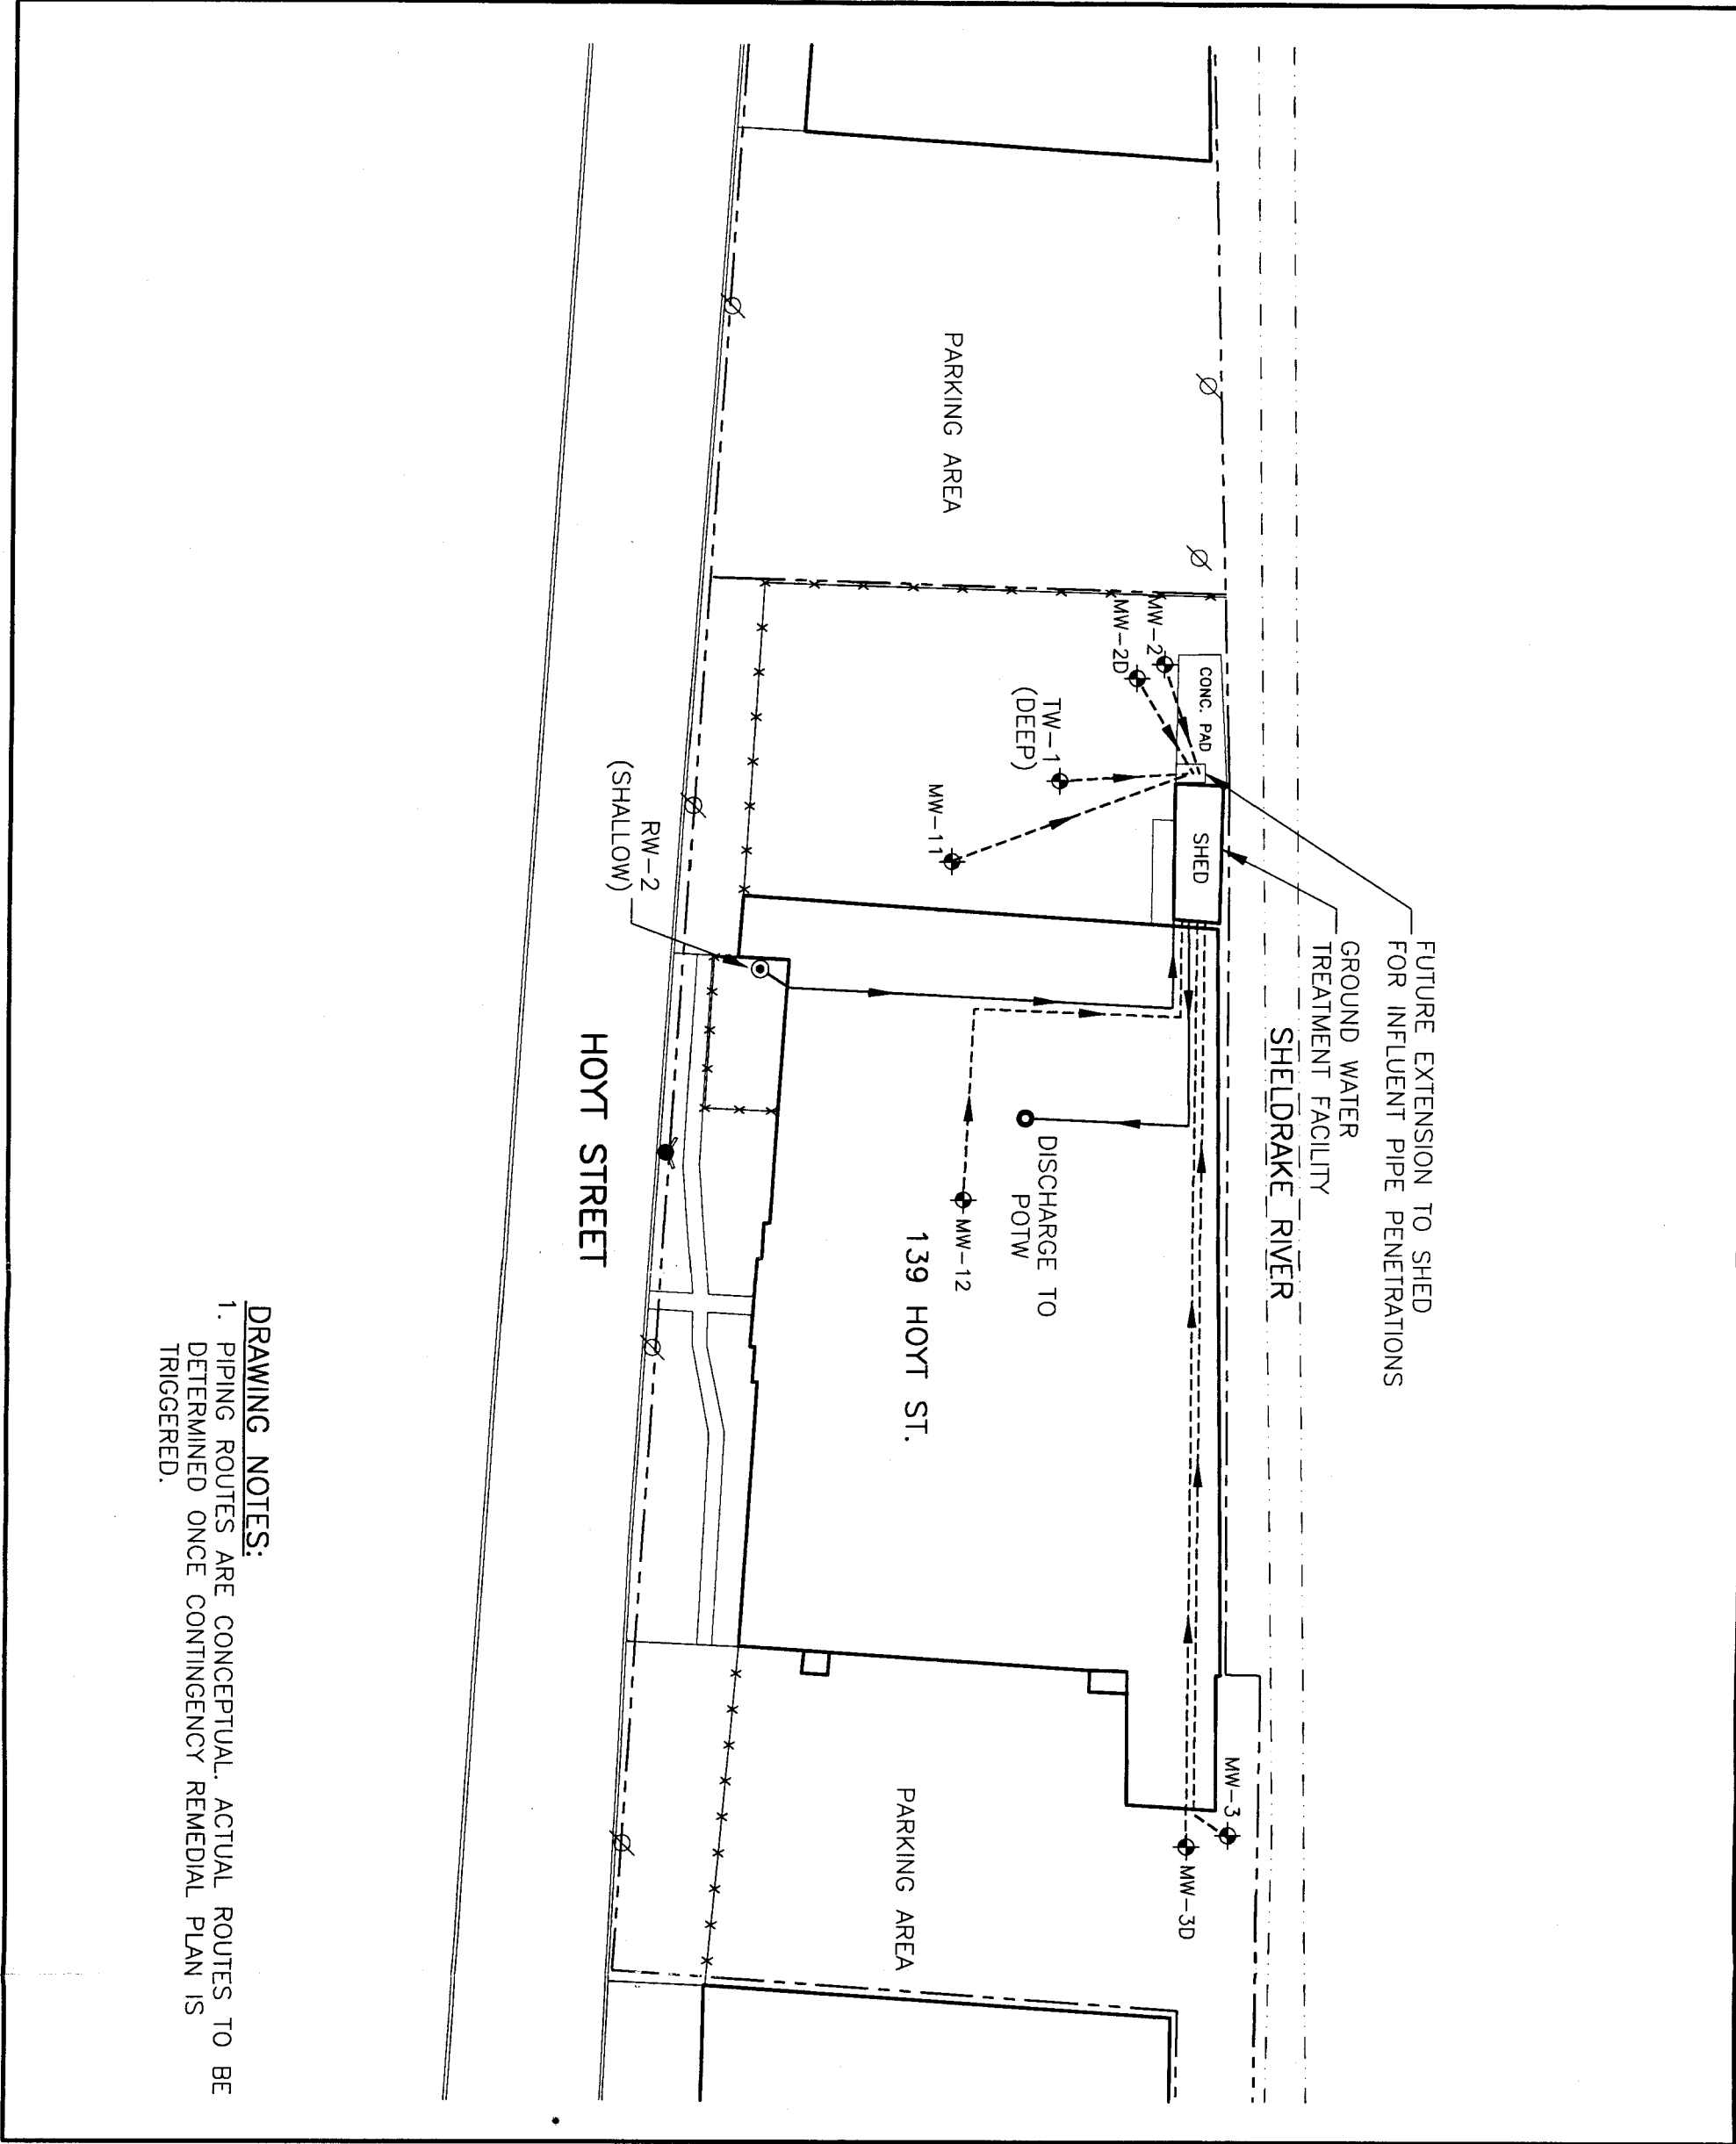 FUTURE EXTENSION TO SHED
FOR INFLUENT PIPE PENETRATIONS
GROUND WATER
TREATMENT FACILITY
SHELDRAKE RIVER
CONC. PAD
SHED
MW-2
MW-2D
TW-1
(DEEP)
MW-11
MW-3
MW-3D
DISCHARGE TO
POTW
MW-12
139 HOYT ST.
PARKING AREA
PARKING AREA
RW-2
(SHALLOW)
HOYT STREET
DRAWING NOTES:
1. PIPING ROUTES ARE CONCEPTUAL. ACTUAL ROUTES TO BE
DETERMINED ONCE CONTINGENCY REMEDIAL PLAN IS
TRIGGERED.